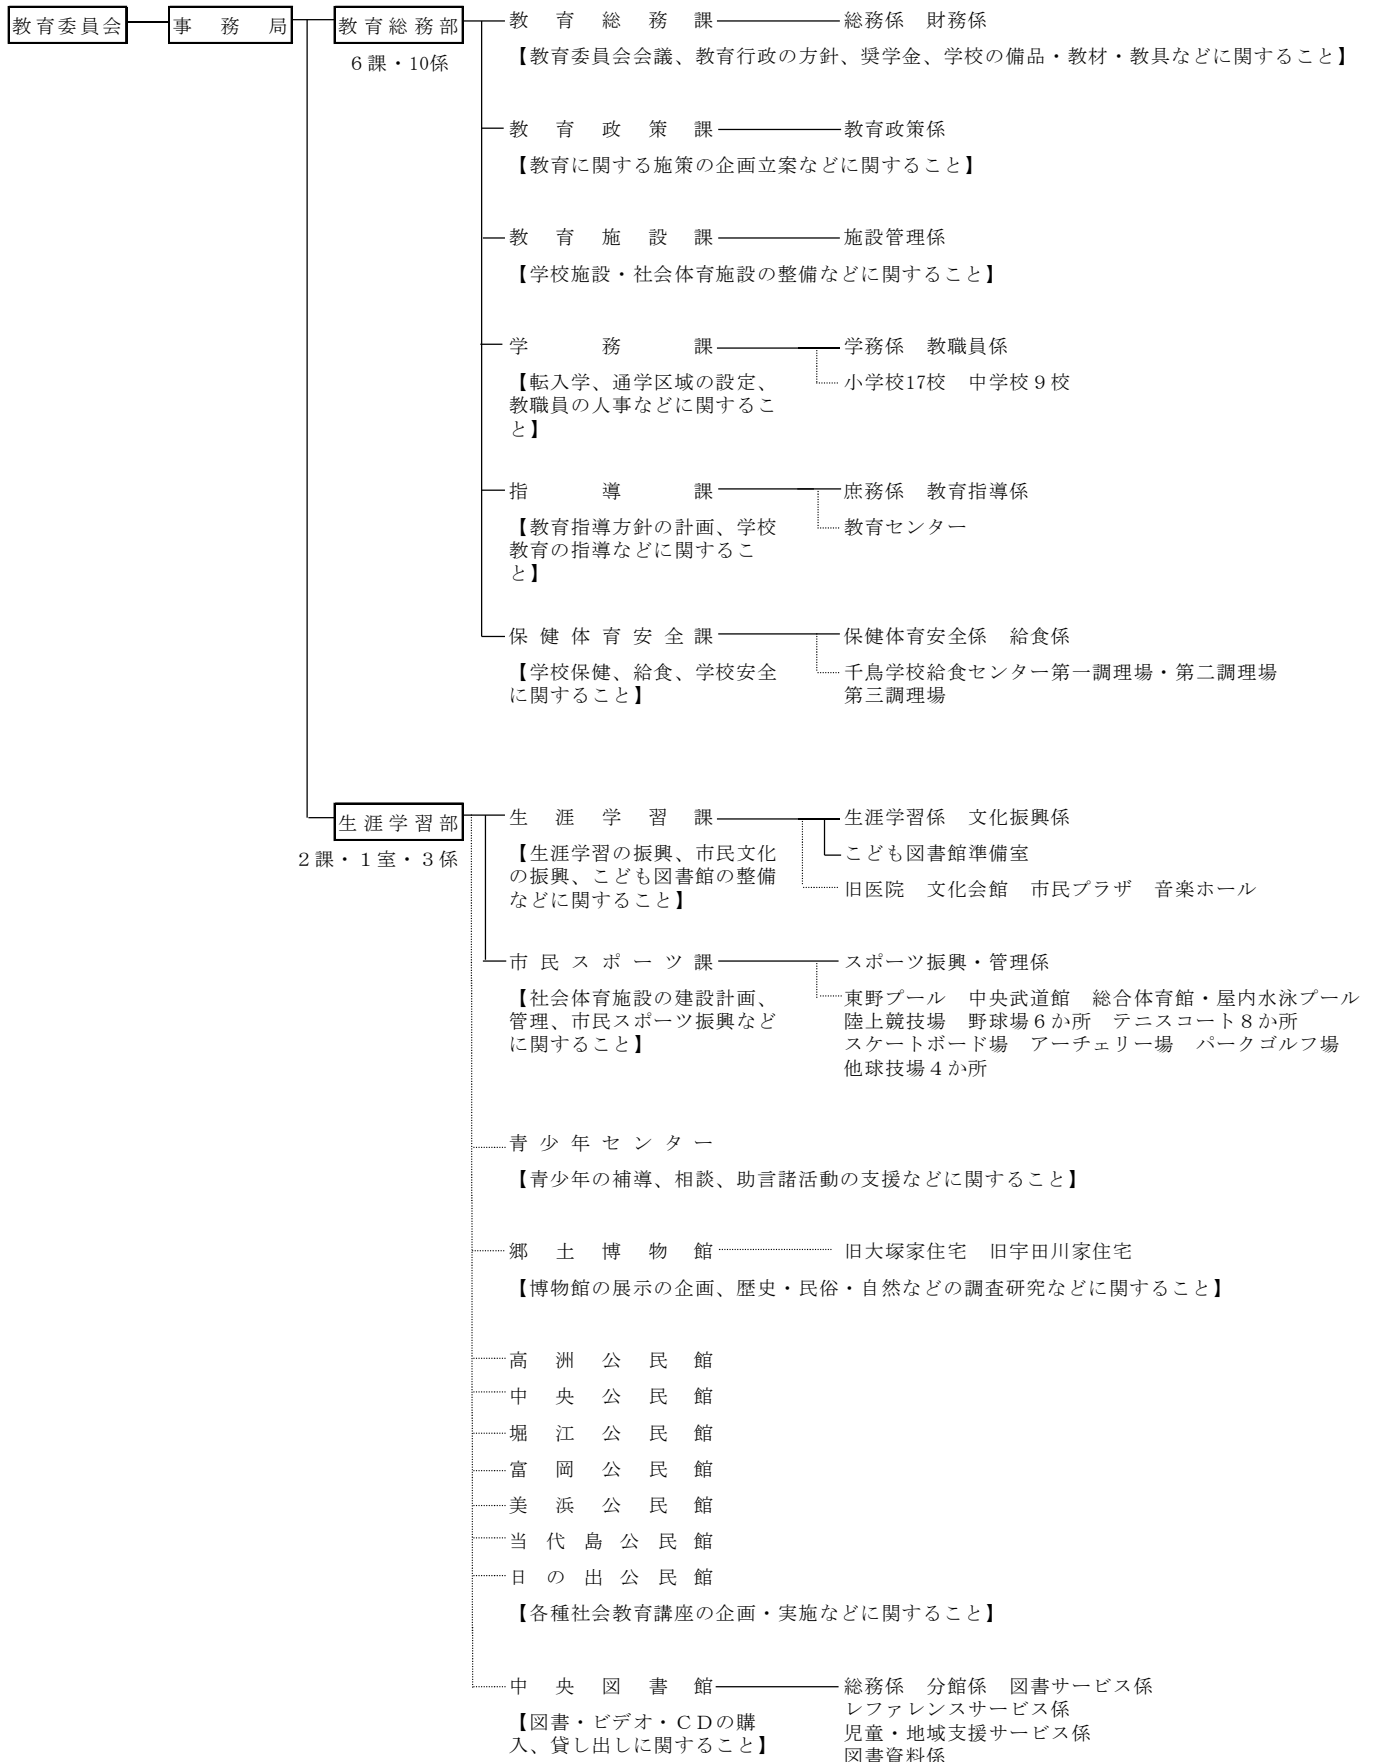 教育委員会 事務局 教育総務部 教育総務課 総務係 財務係
6課・10係
【教育委員会会議、教育行政の方針、奨学金、学校の備品・教材・教具などに関すること】
教育政策課 教育政策係
【教育に関する施策の企画立案などに関すること】
教育施設課 施設管理係
【学校施設・社会体育施設の整備などに関すること】
学務課 学務係 教職員係
【転入学、通学区域の設定、
教職員の人事などに関するこ
と】
小学校17校 中学校9校
指導課 庶務係 教育指導係
【教育指導方針の計画、学校
教育の指導などに関するこ
と】
教育センター
保健体育安全課 保健体育安全係 給食係
【学校保健、給食、学校安全
に関すること】
千鳥学校給食センター第一調理場・第二調理場
第三調理場
生涯学習部 生涯学習課 生涯学習係 文化振興係
2課・1室・3係
【生涯学習の振興、市民文化
の振興、こども図書館の整備
などに関すること】
こども図書館準備室
旧医院 文化会館 市民プラザ 音楽ホール
市民スポーツ課 スポーツ振興・管理係
【社会体育施設の建設計画、
管理、市民スポーツ振興など
に関すること】
東野プール 中央武道館 総合体育館・屋内水泳プール
陸上競技場 野球場6か所 テニスコート8か所
スケートボード場 アーチェリー場 パークゴルフ場
他球技場4か所
青少年センター
【青少年の補導、相談、助言諸活動の支援などに関すること】
郷土博物館 旧大塚家住宅 旧宇田川家住宅
【博物館の展示の企画、歴史・民俗・自然などの調査研究などに関すること】
高洲公民館
中央公民館
堀江公民館
富岡公民館
美浜公民館
当代島公民館
日の出公民館
【各種社会教育講座の企画・実施などに関すること】
中央図書館 総務係 分館係 図書サービス係
【図書・ビデオ・CDの購
入、貸し出しに関すること】
レファレンスサービス係
児童・地域支援サービス係
図書資料係